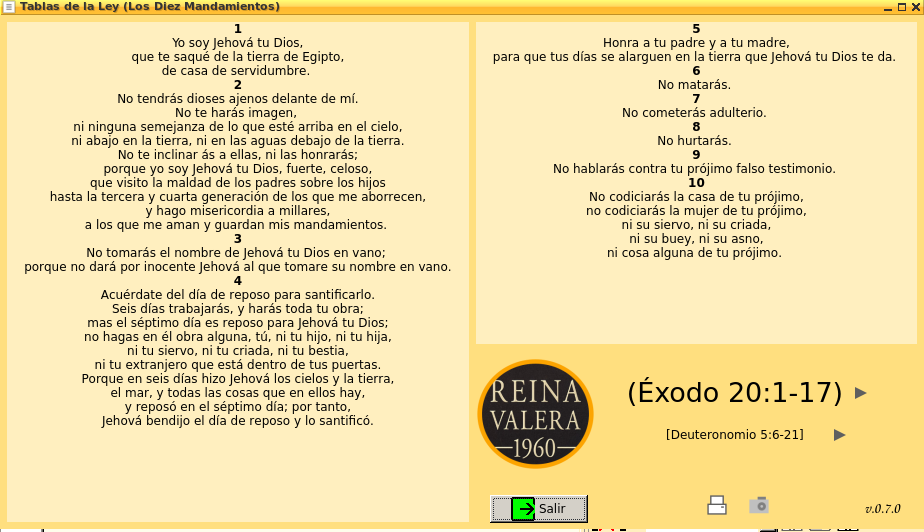 Tablas de la Ley (Los Diez Mandamientos)
1
Yo soy Jehová tu Dios,
que te saqué de la tierra de Egipto,
de casa de servidumbre.
2
No tendrás dioses ajenos delante de mí.
No te harás imagen,
ni ninguna semejanza de lo que esté arriba en el cielo,
ni abajo en la tierra, ni en las aguas debajo de la tierra.
No te inclinar ás a ellas, ni las honrarás;
porque yo soy Jehová tu Dios, fuerte, celoso,
que visito la maldad de los padres sobre los hijos
hasta la tercera y cuarta generación de los que me aborrecen,
y hago misericordia a millares,
a los que me aman y guardan mis mandamientos.
3
No tomarás el nombre de Jehová tu Dios en vano;
porque no dará por inocente Jehová al que tomare su nombre en vano.
4
Acuérdate del día de reposo para santificarlo.
Seis días trabajarás, y harás toda tu obra;
mas el séptimo día es reposo para Jehová tu Dios;
no hagas en él obra alguna, tú, ni tu hijo, ni tu hija,
ni tu siervo, ni tu criada, ni tu bestia,
ni tu extranjero que está dentro de tus puertas.
Porque en seis días hizo Jehová los cielos y la tierra,
el mar, y todas las cosas que en ellos hay,
y reposó en el séptimo día; por tanto,
Jehová bendijo el día de reposo y lo santificó.
5
Honra a tu padre y a tu madre,
para que tus días se alarguen en la tierra que Jehová tu Dios te da.
6
No matarás.
7
No cometerás adulterio.
8
No hurtarás.
9
No hablarás contra tu prójimo falso testimonio.
10
No codiciarás la casa de tu prójimo,
no codiciarás la mujer de tu prójimo,
ni su siervo, ni su criada,
ni su buey, ni su asno,
ni cosa alguna de tu prójimo.
REINA
VALERA
1960
(Éxodo 20:1-17)
[Deuteronomio 5:6-21]
Salir
v.0.7.0